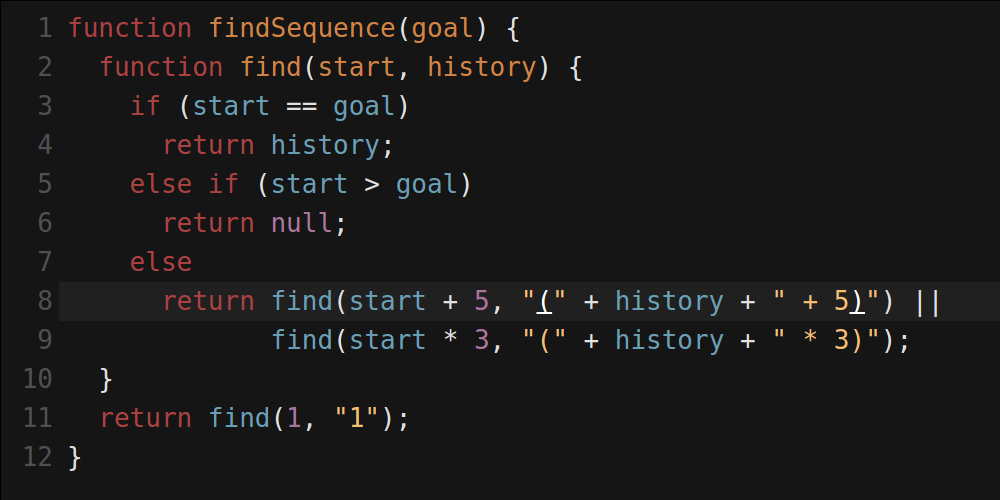 1 function findSequence(goal) {
2   function find(start, history) {
3     if (start == goal)
4       return history;
5     else if (start > goal)
6       return null;
7     else
8       return find(start + 5, "(" + history + " + 5)") ||
9              find(start * 3, "(" + history + " * 3)");
10   }
11   return find(1, "1");
12 }